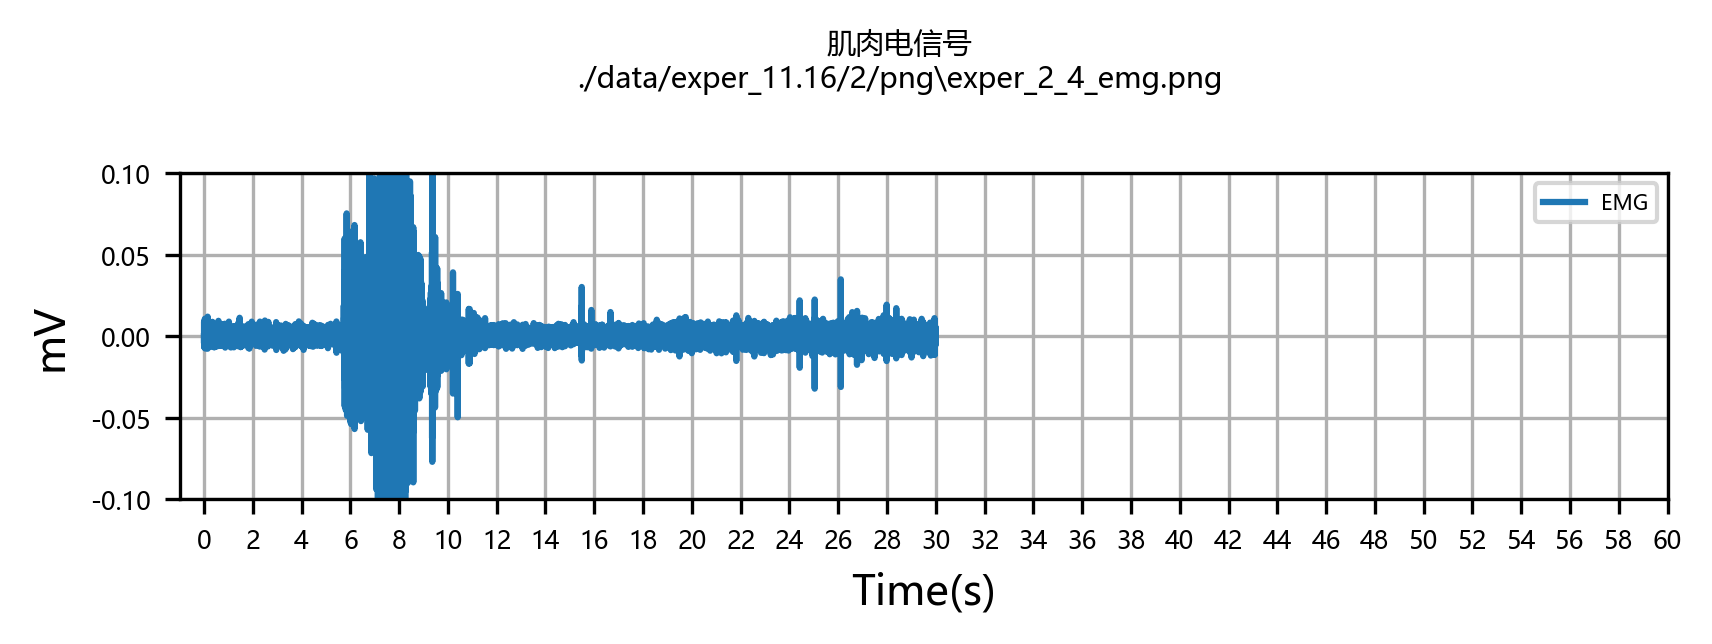 肌肉电信号
./data/exper_11.16/2/png\exper_2_4_emg.png
0.10
0.05
0.00
-0.05
-0.10
mV
EMG
0 2 4 6 8 10 12 14 16 18 20 22 24 26 28 30 32 34 36 38 40 42 44 46 48 50 52 54 56 58 60
Time(s)